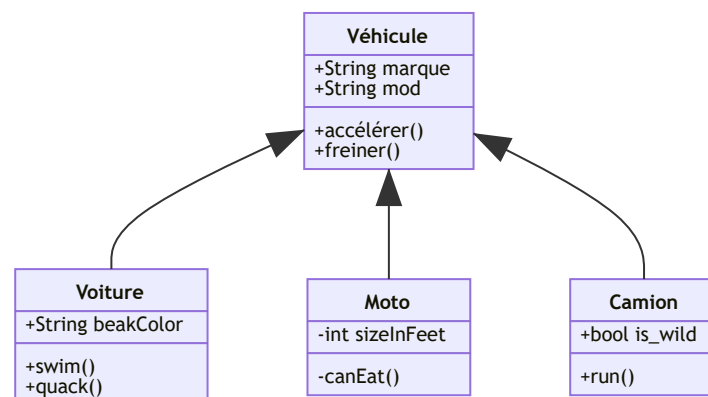 Véhicule
+String marque
+String mod
+accélérer()
+freiner()
Voiture
+String beakColor
+swim()
+quack()
Moto
-int sizeInFeet
-canEat()
Camion
+bool is_wild
+run()